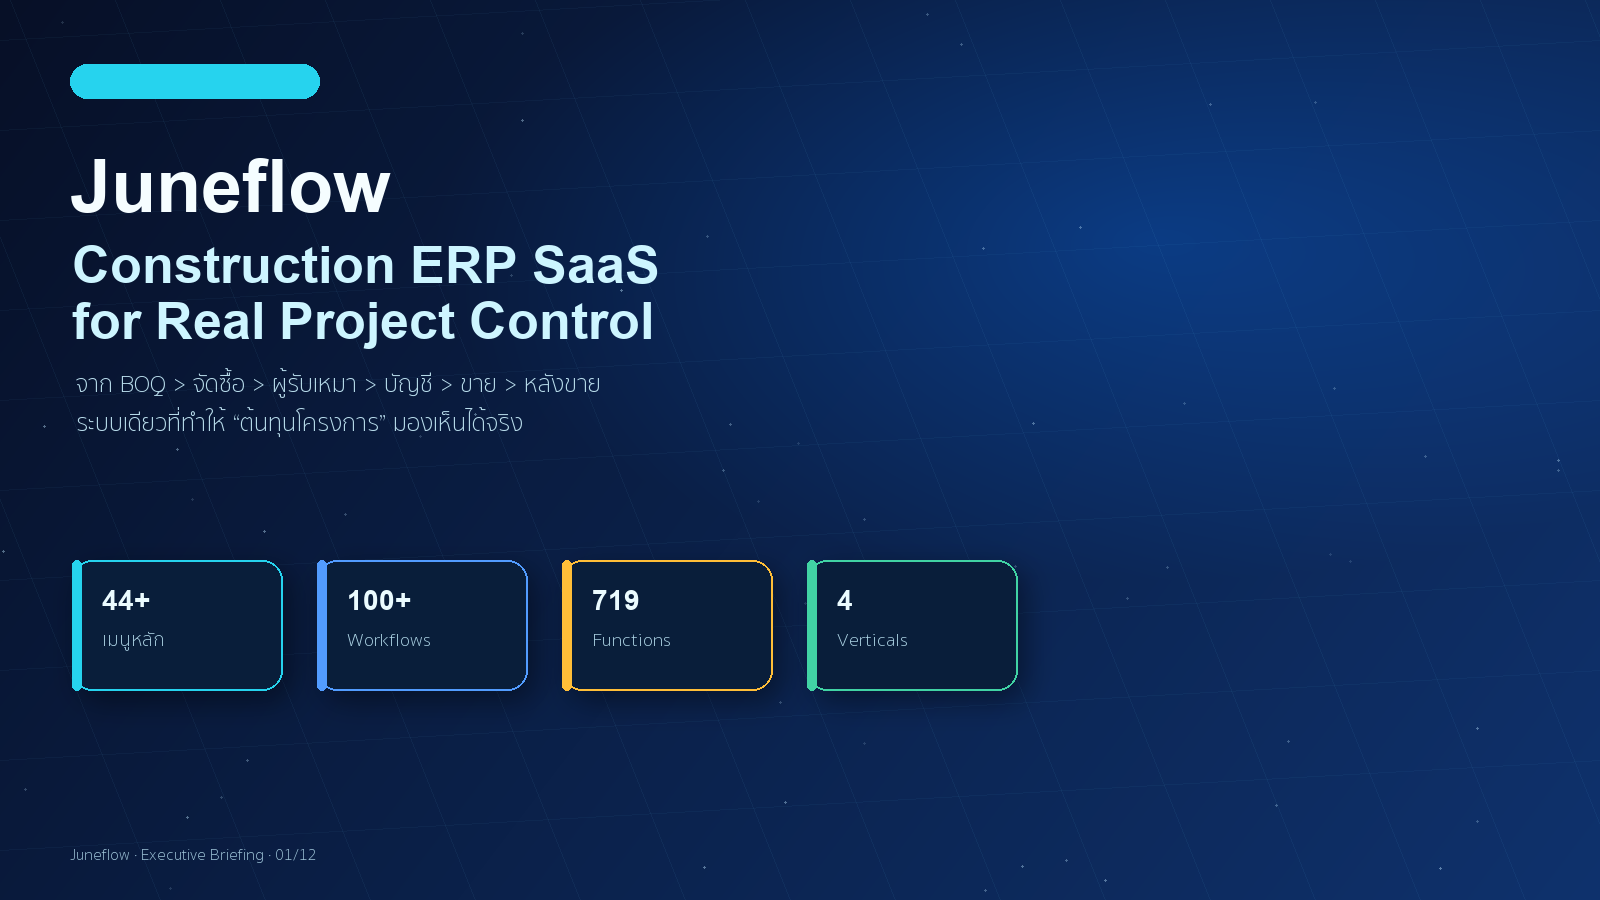 Juneflow
Construction ERP SaaS
for Real Project Control
จาก BOQ > จัดซื้อ > ผู้รับเหมา > บัญชี > ขาย > หลังขาย
ระบบเดียวที่ทำให้ “ต้นทุนโครงการ” มองเห็นได้จริง
44+
เมนูหลัก
100+
Workflows
719
Functions
4
Verticals
Juneflow · Executive Briefing · 01/12